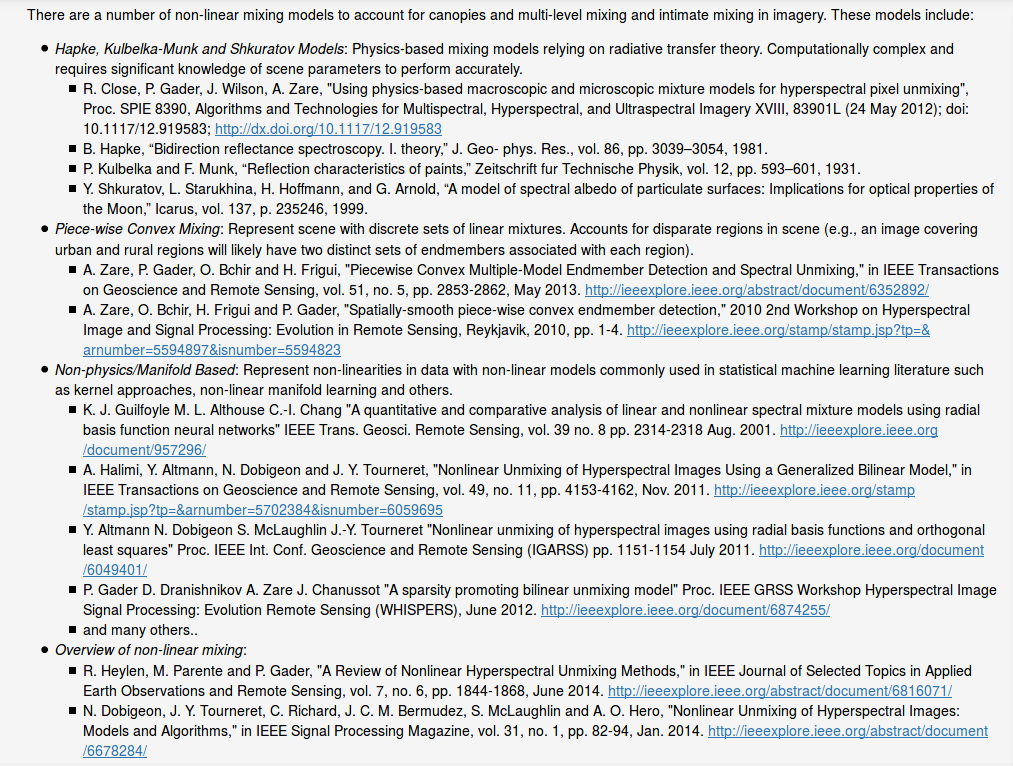 There are a number of non-linear mixing models to account for canopies and multi-level mixing and intimate mixing in imagery. These models include:
● Hapke, Kulbelka-Munk and Shkuratov Models: Physics-based mixing models relying on radiative transfer theory. Computationally complex and
requires significant knowledge of scene parameters to perform accurately.
■ R. Close, P. Gader, J. Wilson, A. Zare, "Using physics-based macroscopic and microscopic mixture models for hyperspectral pixel unmixing",
Proc. SPIE 8390, Algorithms and Technologies for Multispectral, Hyperspectral, and Ultraspectral Imagery XVIII, 83901L (24 May 2012); doi:
10.1117/12.919583; http://dx.doi.org/10.1117/12.919583
■ B. Hapke, “Bidirection reflectance spectroscopy. I. theory,” J. Geo- phys. Res., vol. 86, pp. 3039–3054, 1981.
■ P. Kulbelka and F. Munk, “Reflection characteristics of paints,” Zeitschrift fur Technische Physik, vol. 12, pp. 593–601, 1931.
■ Y. Shkuratov, L. Starukhina, H. Hoffmann, and G. Arnold, “A model of spectral albedo of particulate surfaces: Implications for optical properties of
the Moon,” Icarus, vol. 137, p. 235246, 1999.
● Piece-wise Convex Mixing: Represent scene with discrete sets of linear mixtures. Accounts for disparate regions in scene (e.g., an image covering
urban and rural regions will likely have two distinct sets of endmembers associated with each region).
■ A. Zare, P. Gader, O. Bchir and H. Frigui, "Piecewise Convex Multiple-Model Endmember Detection and Spectral Unmixing," in IEEE Transactions
on Geoscience and Remote Sensing, vol. 51, no. 5, pp. 2853-2862, May 2013. http://ieeexplore.ieee.org/abstract/document/6352892/
■ A. Zare, O. Bchir, H. Frigui and P. Gader, "Spatially-smooth piece-wise convex endmember detection," 2010 2nd Workshop on Hyperspectral
Image and Signal Processing: Evolution in Remote Sensing, Reykjavik, 2010, pp. 1-4. http://ieeexplore.ieee.org/stamp/stamp.jsp?tp=&
arnumber=5594897&isnumber=5594823
● Non-physics/Manifold Based: Represent non-linearities in data with non-linear models commonly used in statistical machine learning literature such
as kernel approaches, non-linear manifold learning and others.
■ K. J. Guilfoyle M. L. Althouse C.-I. Chang "A quantitative and comparative analysis of linear and nonlinear spectral mixture models using radial
basis function neural networks" IEEE Trans. Geosci. Remote Sensing, vol. 39 no. 8 pp. 2314-2318 Aug. 2001. http://ieeexplore.ieee.org
/document/957296/
■ A. Halimi, Y. Altmann, N. Dobigeon and J. Y. Tourneret, "Nonlinear Unmixing of Hyperspectral Images Using a Generalized Bilinear Model," in
IEEE Transactions on Geoscience and Remote Sensing, vol. 49, no. 11, pp. 4153-4162, Nov. 2011. http://ieeexplore.ieee.org/stamp
/stamp.jsp?tp=&arnumber=5702384&isnumber=6059695
■ Y. Altmann N. Dobigeon S. McLaughlin J.-Y. Tourneret "Nonlinear unmixing of hyperspectral images using radial basis functions and orthogonal
least squares" Proc. IEEE Int. Conf. Geoscience and Remote Sensing (IGARSS) pp. 1151-1154 July 2011. http://ieeexplore.ieee.org/document
/6049401/
■ P. Gader D. Dranishnikov A. Zare J. Chanussot "A sparsity promoting bilinear unmixing model" Proc. IEEE GRSS Workshop Hyperspectral Image
Signal Processing: Evolution Remote Sensing (WHISPERS), June 2012. http://ieeexplore.ieee.org/document/6874255/
■ and many others..
● Overview of non-linear mixing:
■ R. Heylen, M. Parente and P. Gader, "A Review of Nonlinear Hyperspectral Unmixing Methods," in IEEE Journal of Selected Topics in Applied
Earth Observations and Remote Sensing, vol. 7, no. 6, pp. 1844-1868, June 2014. http://ieeexplore.ieee.org/abstract/document/6816071/
■ N. Dobigeon, J. Y. Tourneret, C. Richard, J. C. M. Bermudez, S. McLaughlin and A. O. Hero, "Nonlinear Unmixing of Hyperspectral Images:
Models and Algorithms," in IEEE Signal Processing Magazine, vol. 31, no. 1, pp. 82-94, Jan. 2014. http://ieeexplore.ieee.org/abstract/document
/6678284/